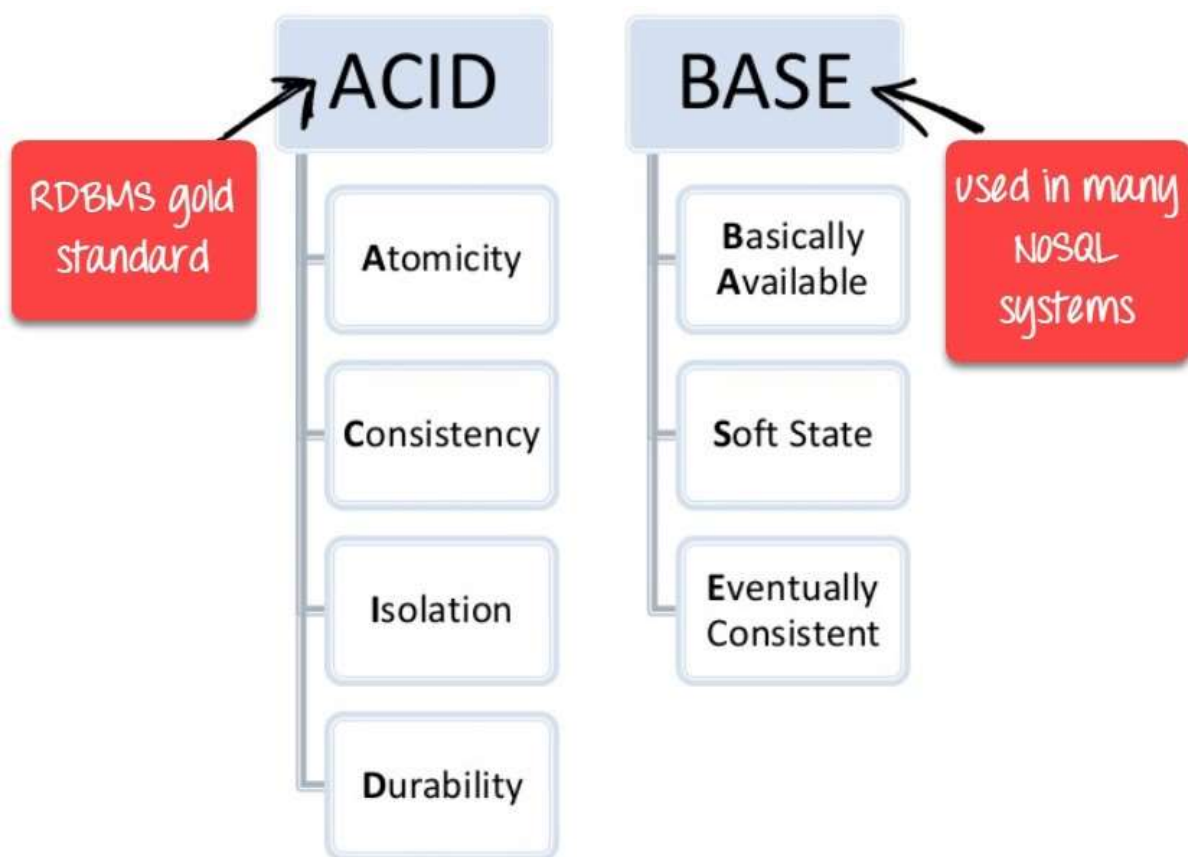 ACID
BASE
RDBMS gold
standard
used in many
NoSQL
systems
Atomicity
Consistency
Isolation
Durability
Basically
Available
Soft State
Eventually
Consistent